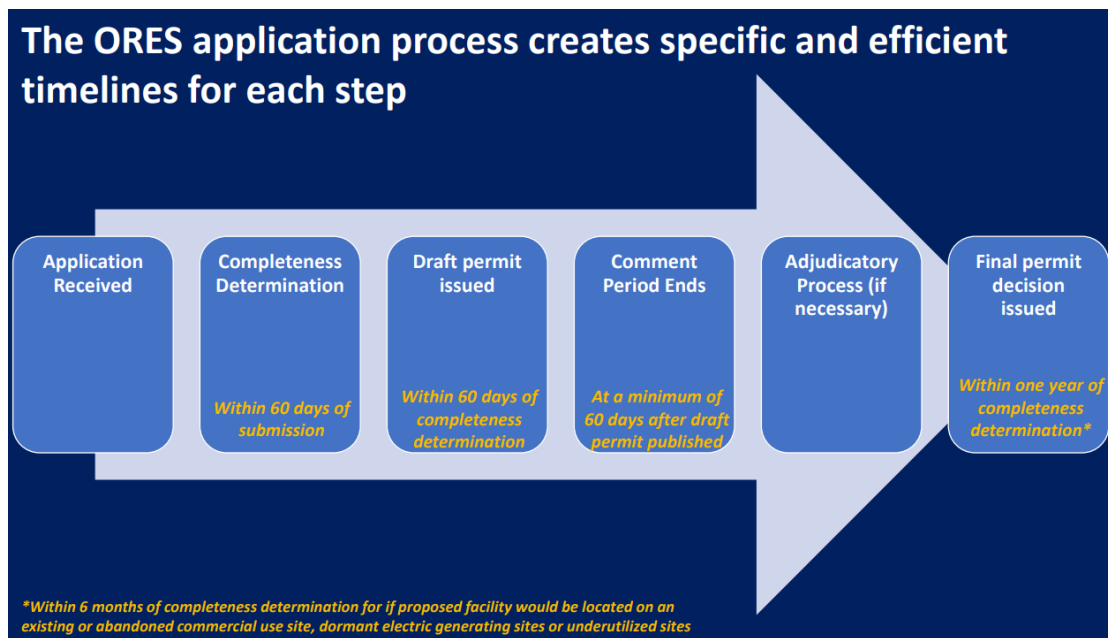 The ORES application process creates specific and efficient
timelines for each step
Application
Received
Completeness
Determination
Within 60 days of
submission
Draft permit
issued
Within 60 days of
completeness
determination
Comment
Period Ends
At a minimum of
60 days after draft
permit published
Adjudicatory
Process (if
necessary)
Final permit
decision
issued
Within one year of
completeness
determination*
*Within 6 months of completeness determination for if proposed facility would be located on an
existing or abandoned commercial use site, dormant electric generating sites or underutilized sites